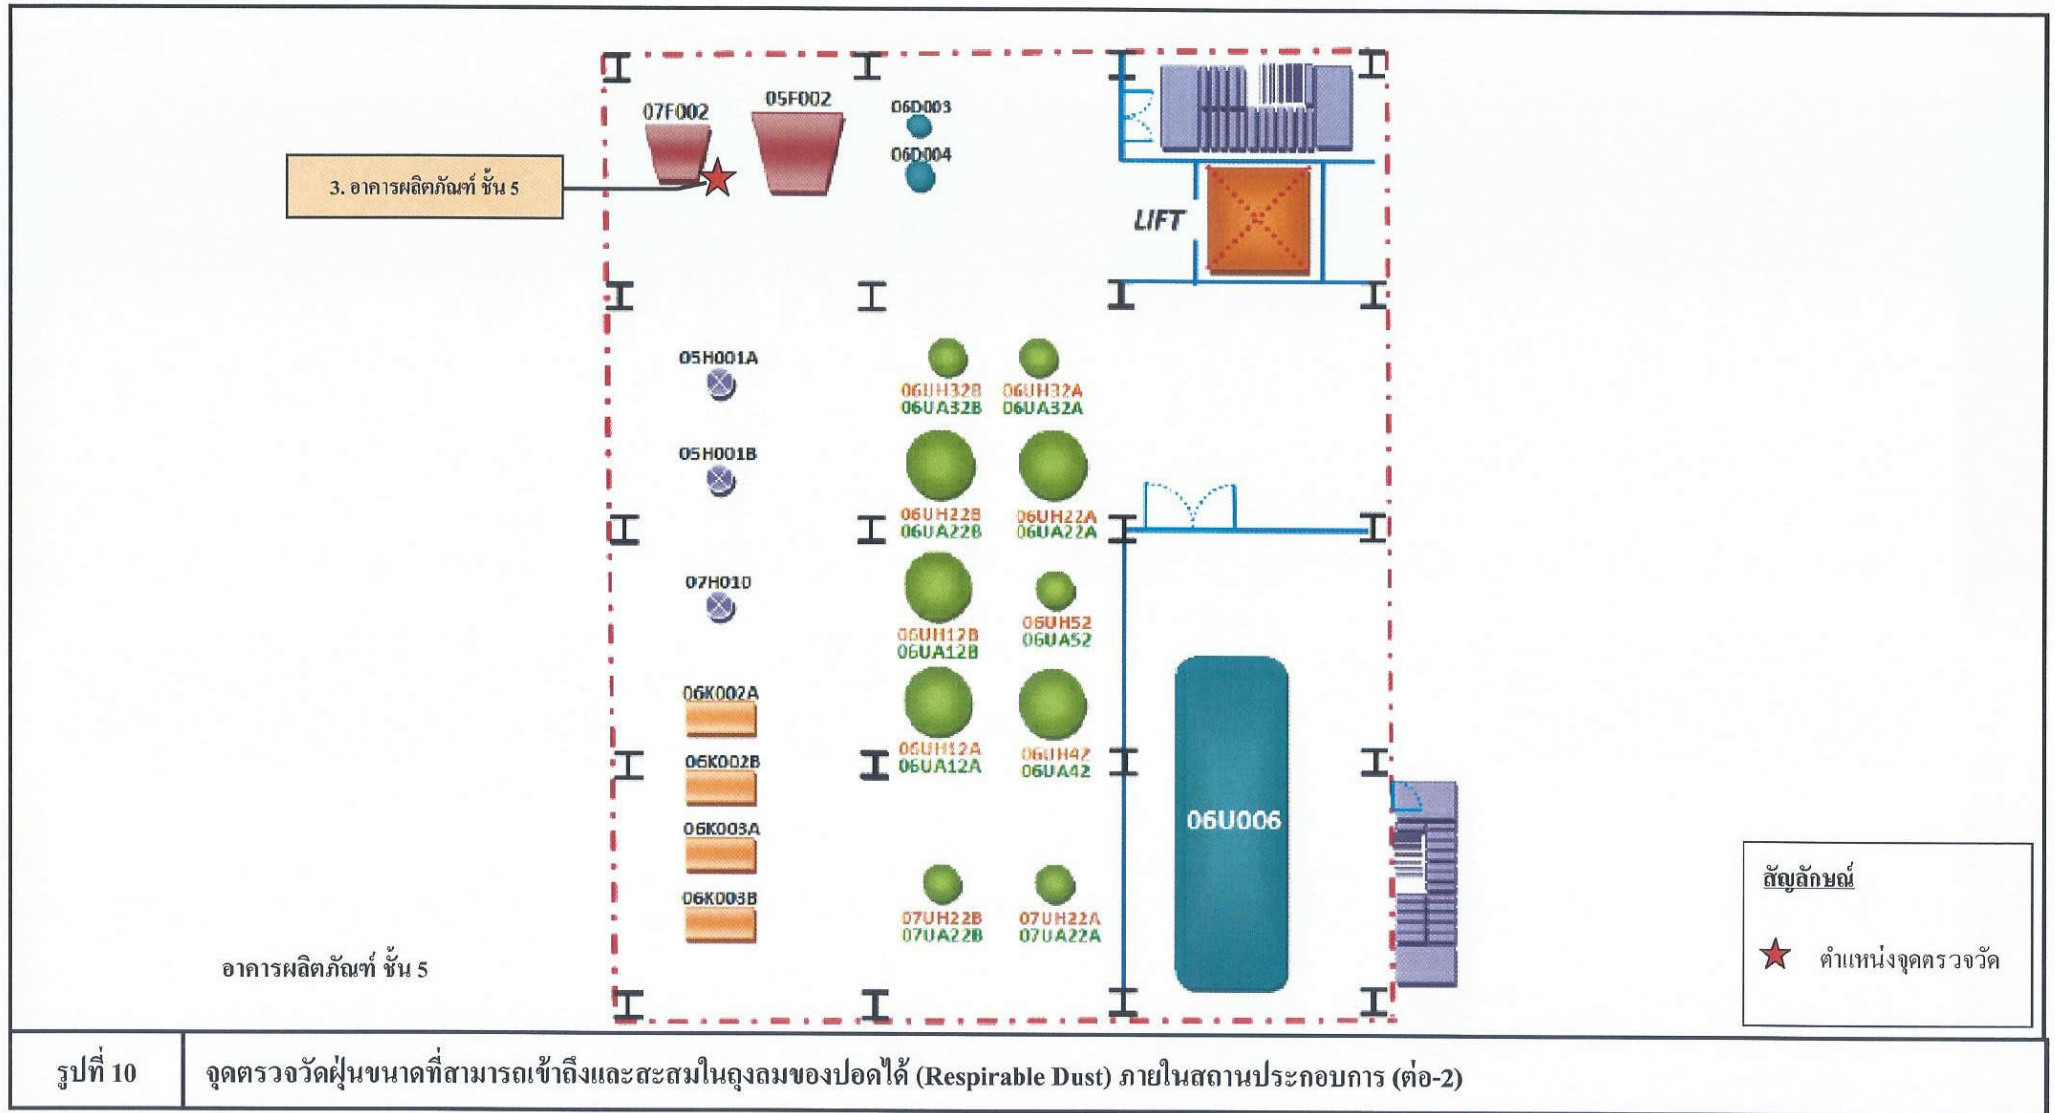 07F002
05F002
06D003
06D004
3. อาคารผลิตภัณฑ์ ชั้น 5
LIFT
05H001A
06UH32B
06UA32B
06UH32A
06UA32A
05H001B
06UH22B
06UA22B
06UH22A
06UA22A
07H010
06UH12B
06UA12B
06UH52
06UA52
06K002A
06UH12A
06UA12A
06UH42
06UA42
06K002B
06U006
06K003A
06K003B
07UH22B
07UA22B
07UH22A
07UA22A
สัญลักษณ์
ตำแหน่งจุดตรวจวัด
อาคารผลิตภัณฑ์ ชั้น 5
รูปที่ 10
จุดตรวจวัดฝุ่นขนาดที่สามารถเข้าถึงและสะสมในถุงลมของปอดได้ (Respirable Dust) ภายในสถานประกอบการ (ต่อ-2)